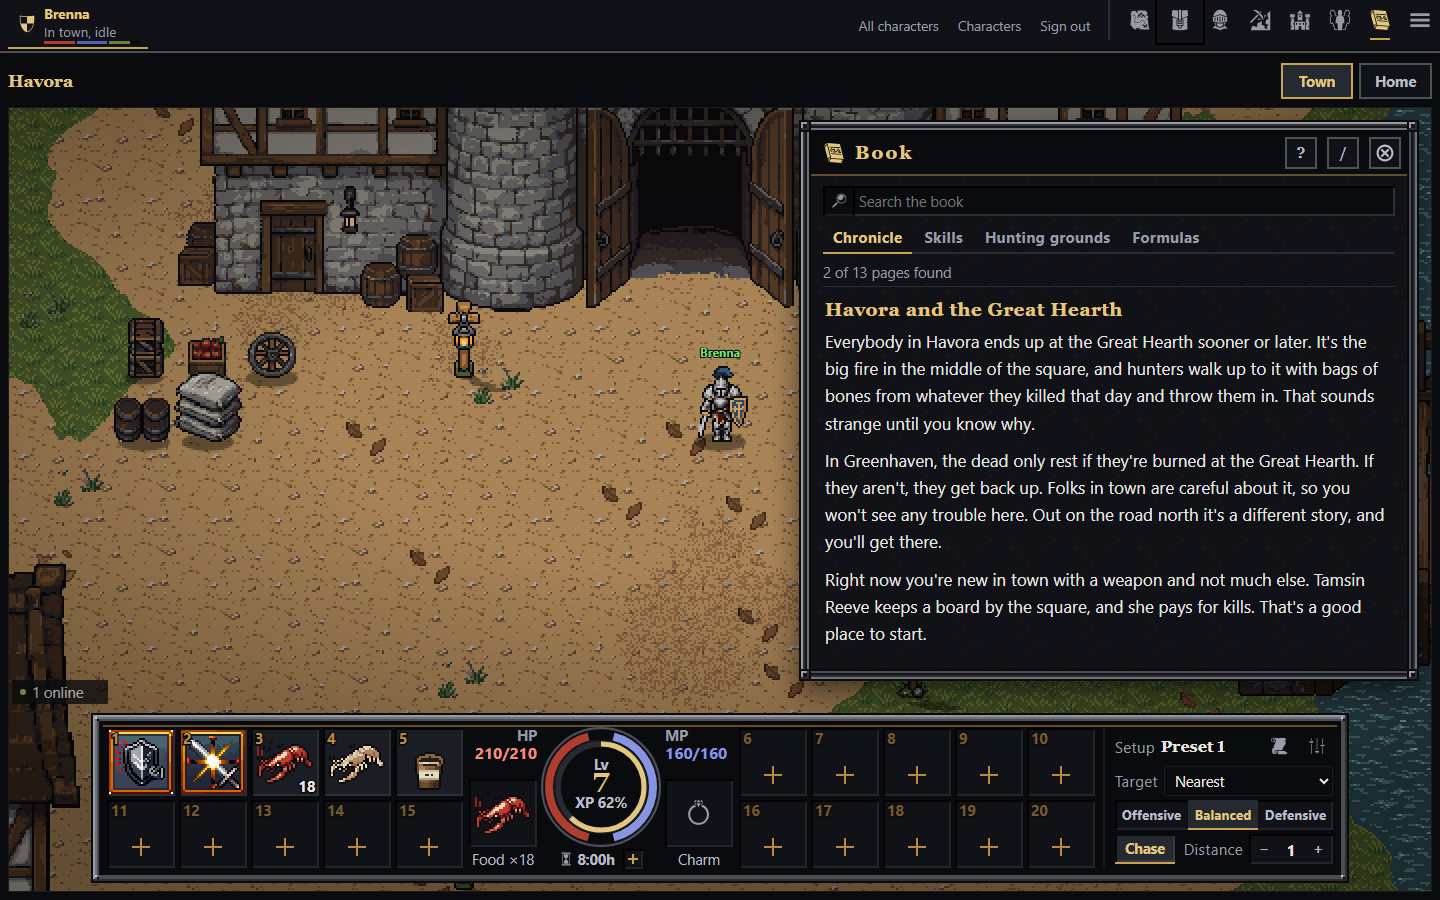 Brenna
In town, idle
All characters
Characters
Sign out
Havora
Town
Home
Brenna
Book
?
/
Search the book
Chronicle
Skills
Hunting grounds
Formulas
2 of 13 pages found
Havora and the Great Hearth
Everybody in Havora ends up at the Great Hearth sooner or later. It's the
big fire in the middle of the square, and hunters walk up to it with bags of
bones from whatever they killed that day and throw them in. That sounds
strange until you know why.
In Greenhaven, the dead only rest if they're burned at the Great Hearth. If
they aren't, they get back up. Folks in town are careful about it, so you
won't see any trouble here. Out on the road north it's a different story, and
you'll get there.
Right now you're new in town with a weapon and not much else. Tamsin
Reeve keeps a board by the square, and she pays for kills. That's a good
place to start.
1 online
1
2
3
18
4
5
HP
210/210
Lv
7
XP 62%
MP
160/160
6
7
8
9
10
11
12
13
14
15
Food ×18
8:00h
+
Charm
16
17
18
19
20
Setup Preset 1
Target Nearest
Offensive Balanced Defensive
Chase Distance − 1 +